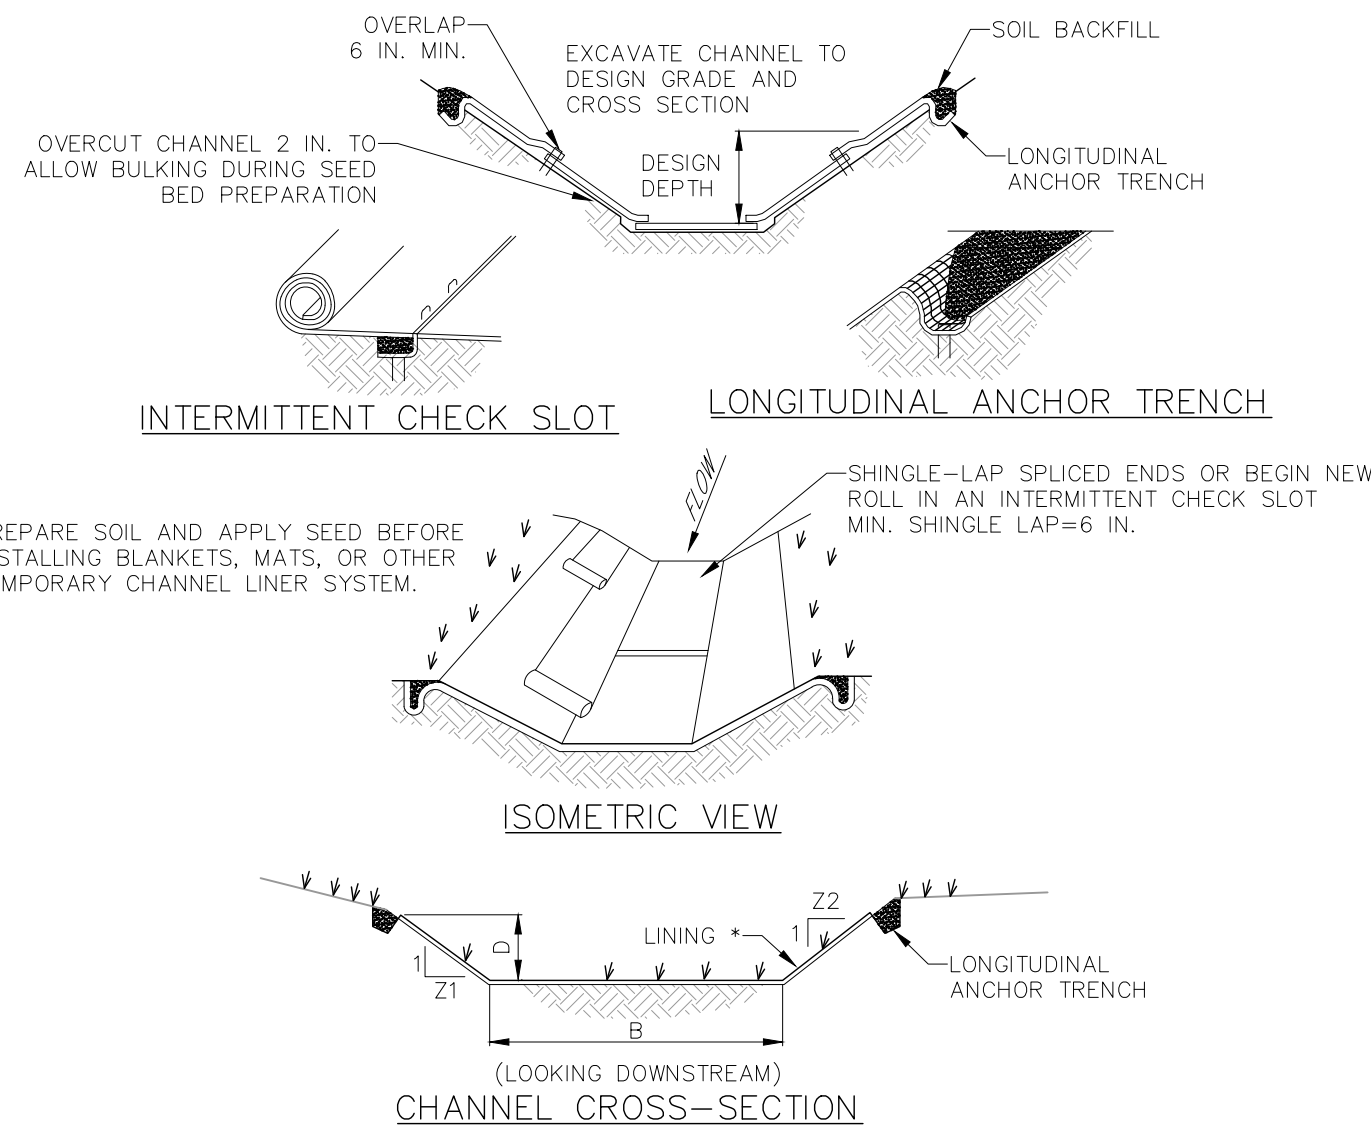 OVERLAP
6 IN. MIN.
EXCAVATE CHANNEL TO
DESIGN GRADE AND
CROSS SECTION
SOIL BACKFILL
OVERCUT CHANNEL 2 IN. TO
ALLOW BULKING DURING SEED
BED PREPARATION
DESIGN
DEPTH
LONGITUDINAL
ANCHOR TRENCH
INTERMITTENT CHECK SLOT
LONGITUDINAL ANCHOR TRENCH
FLOW
SHINGLE-LAP SPLICED ENDS OR BEGIN NEW
ROLL IN AN INTERMITTENT CHECK SLOT
MIN. SHINGLE LAP=6 IN.
REPARE SOIL AND APPLY SEED BEFORE
STALLING BLANKETS, MATS, OR OTHER
MPORARY CHANNEL LINER SYSTEM.
ISOMETRIC VIEW
D
1
Z1
LINING *
1
Z2
LONGITUDINAL
ANCHOR TRENCH
B
(LOOKING DOWNSTREAM)
CHANNEL CROSS-SECTION